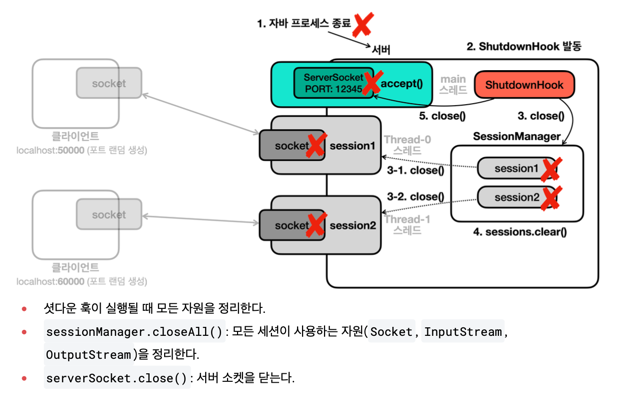 1. 자바 프로세스 종료
서버
2. ShutdownHook 발동
socket
ServerSocket
PORT: 12345
accept()
main
스레드
ShutdownHook
5. close()
3. close()
클라이언트
localhost:50000 (포트 랜덤 생성)
socket
session1
Thread-0
스레드
SessionManager
3-1. close()
session1
session2
3-2. close()
4. sessions.clear()
socket
socket
session2
Thread-1
스레드
클라이언트
localhost:60000 (포트 랜덤 생성)
셧다운 훅이 실행될 때 모든 자원을 정리한다.
sessionManager.closeAll() : 모든 세션이 사용하는 자원( Socket , InputStream ,
OutputStream )을 정리한다.
serverSocket.close() : 서버 소켓을 닫는다.